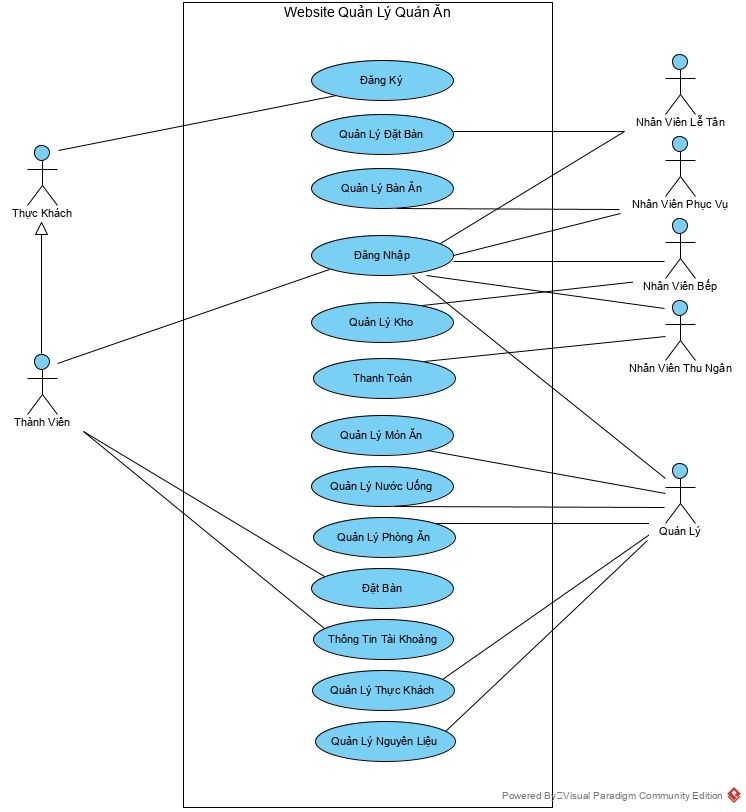 Website Quản Lý Quán Ăn
Đăng Ký
Quản Lý Đặt Bàn
Nhân Viên Lễ Tân
Quản Lý Bàn Ăn
Nhân Viên Phục Vụ
Thực Khách
Đăng Nhập
Nhân Viên Bếp
Quản Lý Kho
Thanh Toán
Nhân Viên Thu Ngân
Thành Viên
Quản Lý Món Ăn
Quản Lý Nước Uống
Quản Lý Phòng Ăn
Quán Lý
Đặt Bàn
Thông Tin Tài Khoảng
Quản Lý Thực Khách
Quản Lý Nguyên Liệu
Powered By Visual Paradigm Community Edition